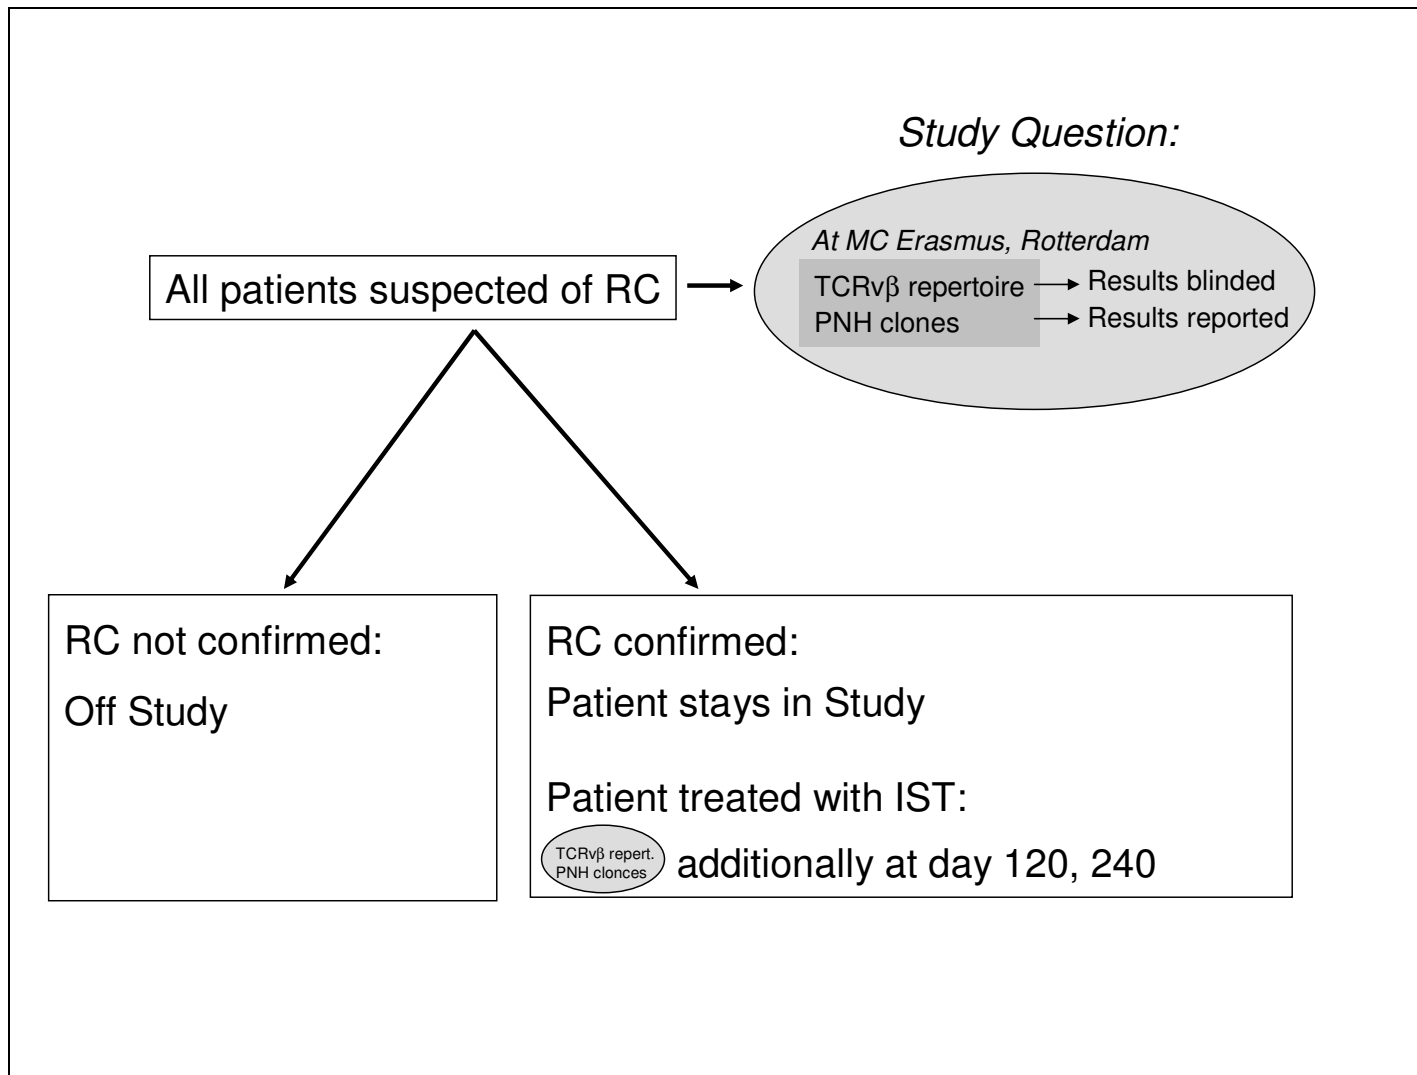 Study Question:
At MC Erasmus, Rotterdam
All patients suspected of RC
TCRvβ repertoire
Results blinded
PNH clones
Results reported
RC not confirmed:
Off Study
RC confirmed:
Patient stays in Study
Patient treated with IST:
TCRvβ repert.
PNH clonces
additionally at day 120, 240